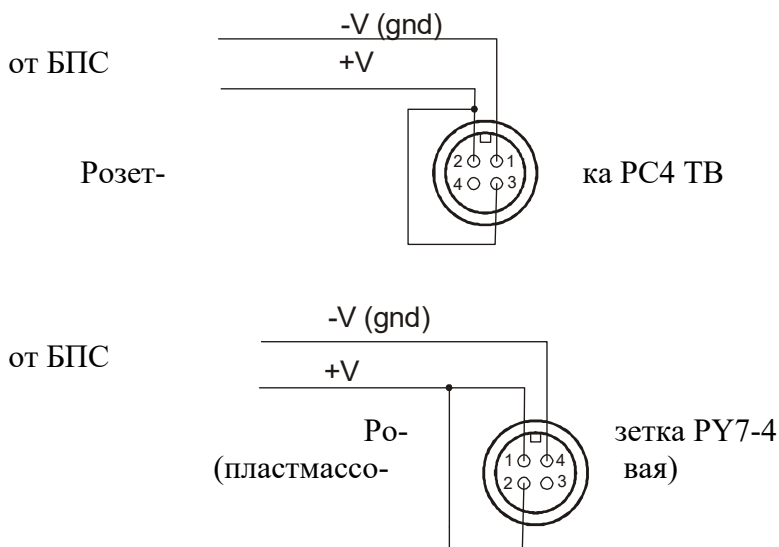 -V (gnd)
от БПС
+V
2 1
Розет- ка РС4 ТВ
4 3
-V (gnd)
от БПС
+V
Ро- зетка РY7-4
1 4
(пластмассо- вая)
2 3